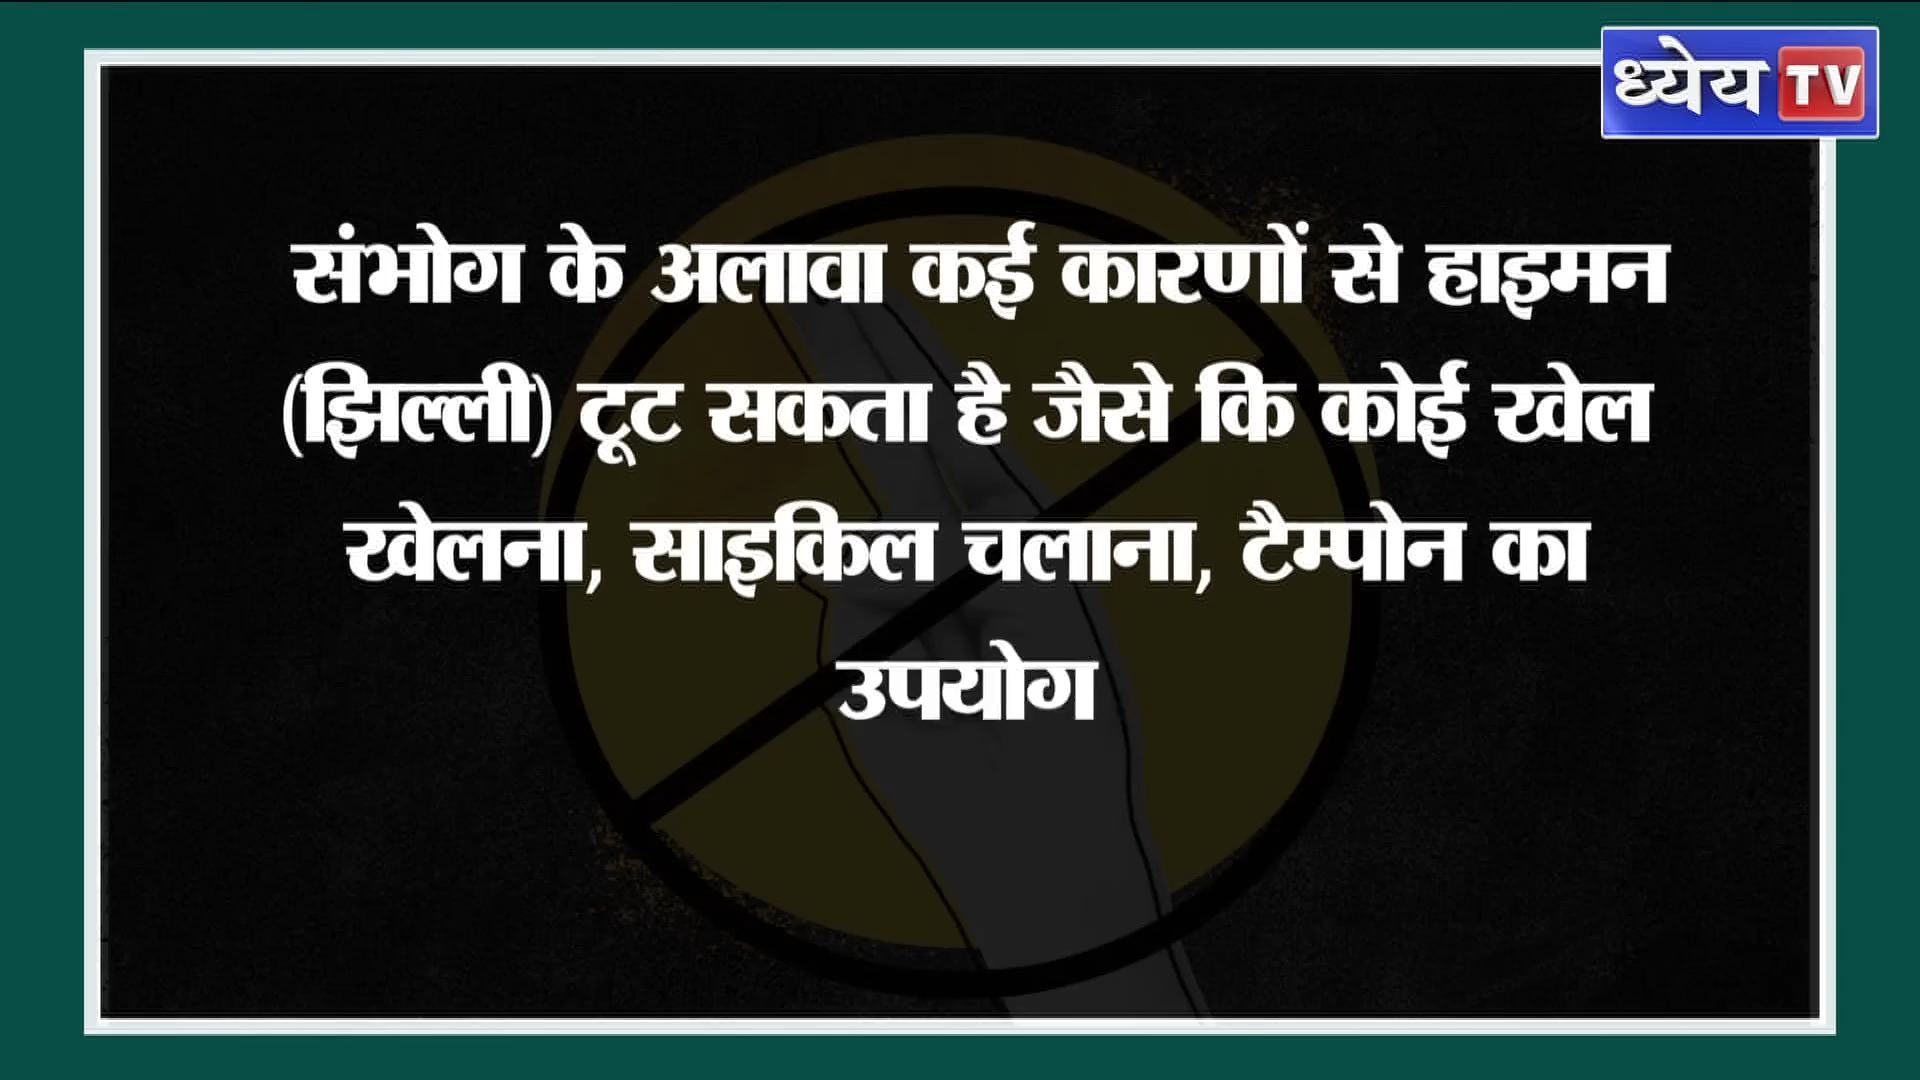 ध्येय TV
संभोग के अलावा कई कारणों से हाइमन
(झिल्ली) टूट सकता है जैसे कि कोई खेल
खेलना, साइकिल चलाना, टैम्पोन का
उपयोग